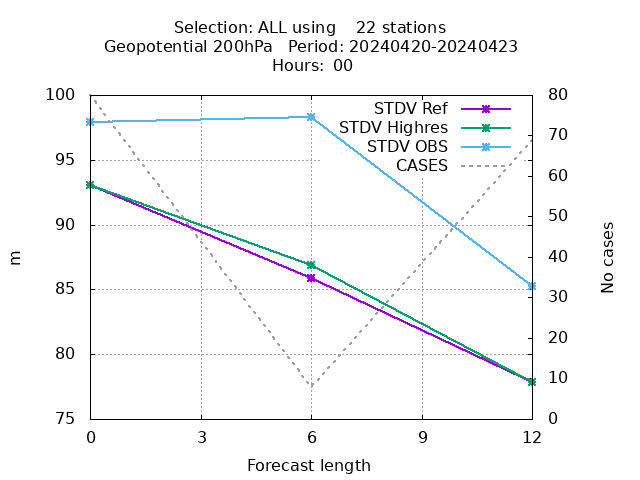 Selection: ALL using    22 stations
Geopotential 200hPa   Period: 20240420-20240423
Hours:  00
STDV Ref
STDV Highres
STDV OBS
CASES
100
95
90
85
80
75
m
80
70
60
50
40
30
20
10
0
No cases
0
3
6
9
12
Forecast length